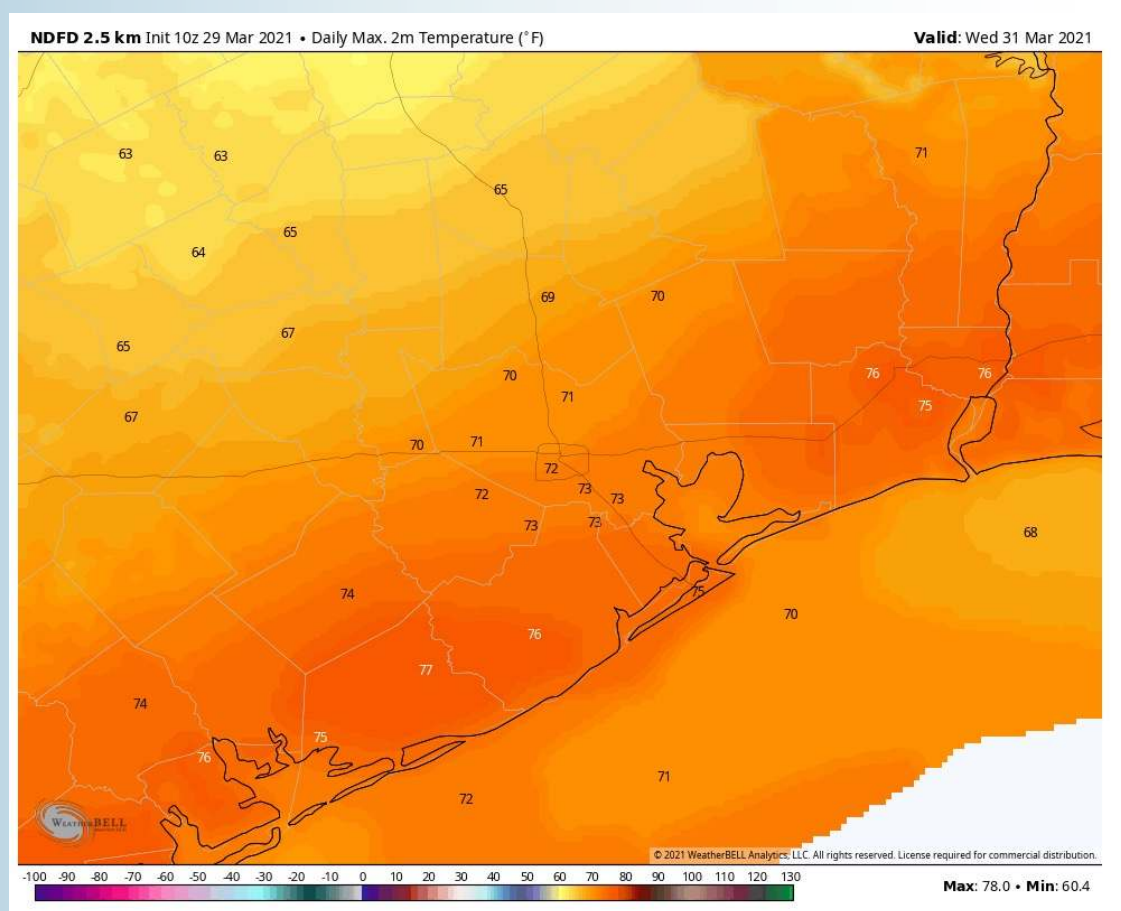 NDFD 2.5 km Init 10z 29 Mar 2021 • Daily Max. 2m Temperature (°F) Valid: Wed 31 Mar 2021
63 63 71
65
65
64
69 70
67
65
70 76 76
71 75
67
70 71
72
72 73 73
73 73
68
74 75
70
76
77
74
75
76
71
72
WEATHERBELL
© 2021 WeatherBELL Analytics, LLC. All rights reserved. License required for commercial distribution.
-100 -90 -80 -70 -60 -50 -40 -30 -20 -10 0 10 20 30 40 50 60 70 80 90 100 110 120 130
Max: 78.0 • Min: 60.4